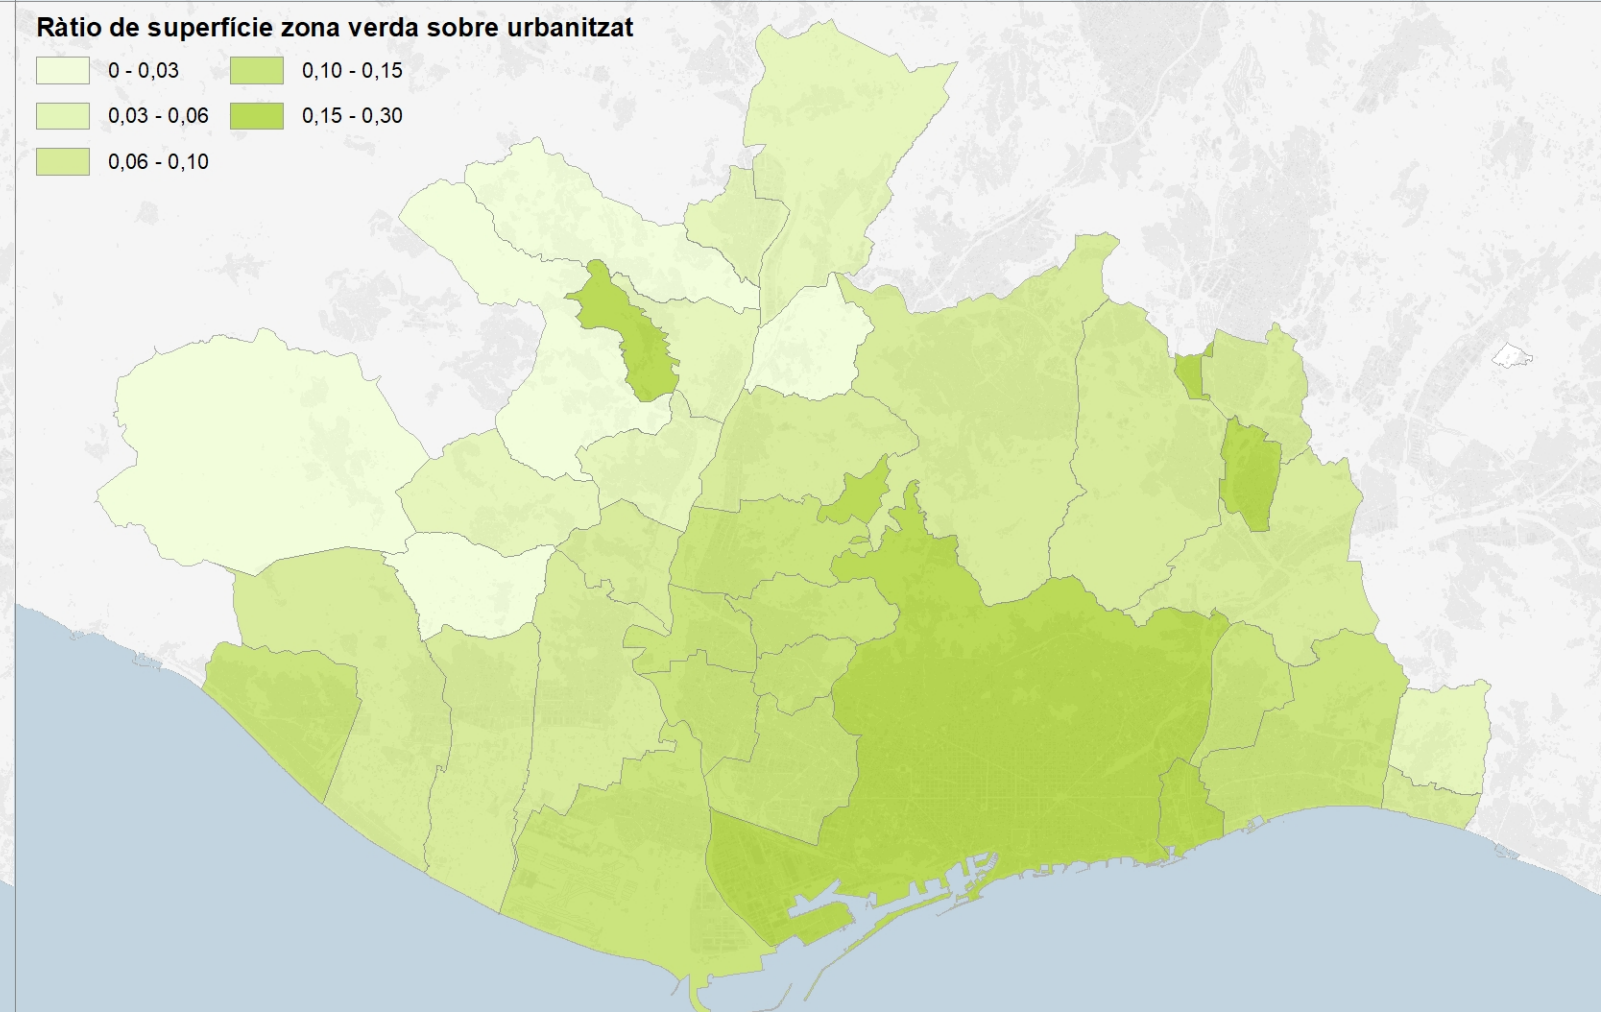 Ràtio de superfície zona verda sobre urbanitzat
0 - 0,03
0,10 - 0,15
0,03 - 0,06
0,15 - 0,30
0,06 - 0,10